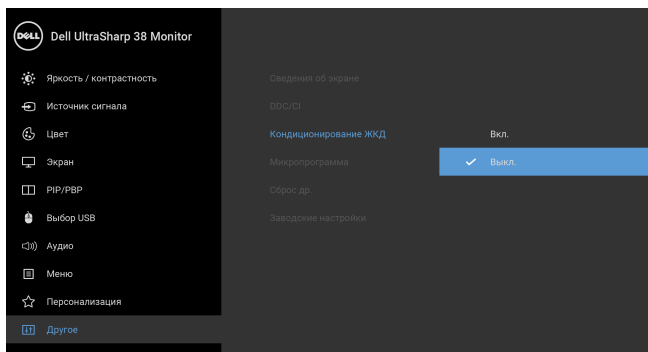 DELL
Dell UltraSharp 38 Monitor
Яркость / контрастность
Источник сигнала
Цвет
Экран
PIP/PBP
Выбор USB
Аудио
Меню
Персонализация
Другое
Сведения об экране
DDC/CI
Кондиционирование ЖКД
Микропрограмма
Сброс др.
Заводские настройки
Вкл.
Выкл.